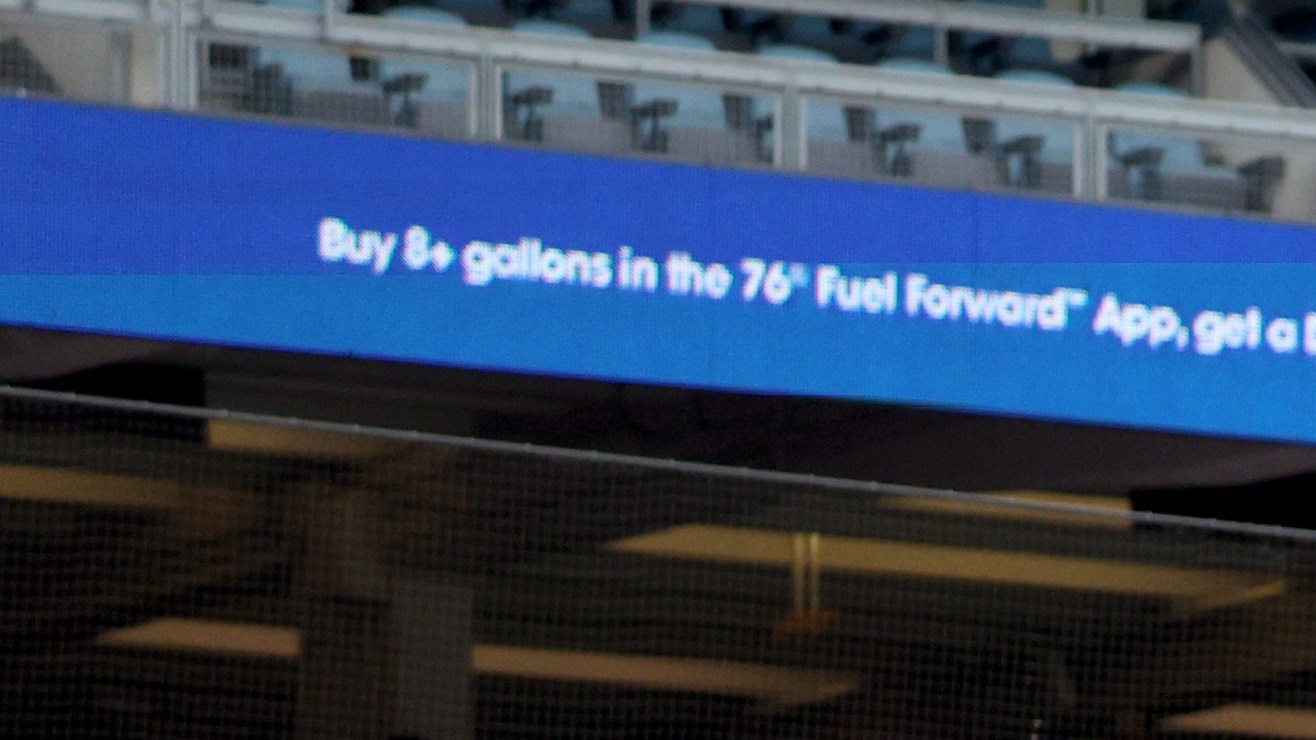 Buy 8+ gallons in the 76® Fuel Forward™ App, get a